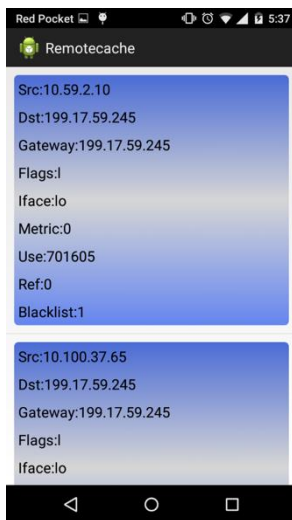 Red Pocket 5:37
Remotecache
Src:10.59.2.10
Dst:199.17.59.245
Gateway:199.17.59.245
Flags:l
Iface:lo
Metric:0
Use:701605
Ref:0
Blacklist:1
Src:10.100.37.65
Dst:199.17.59.245
Gateway:199.17.59.245
Flags:l
Iface:lo